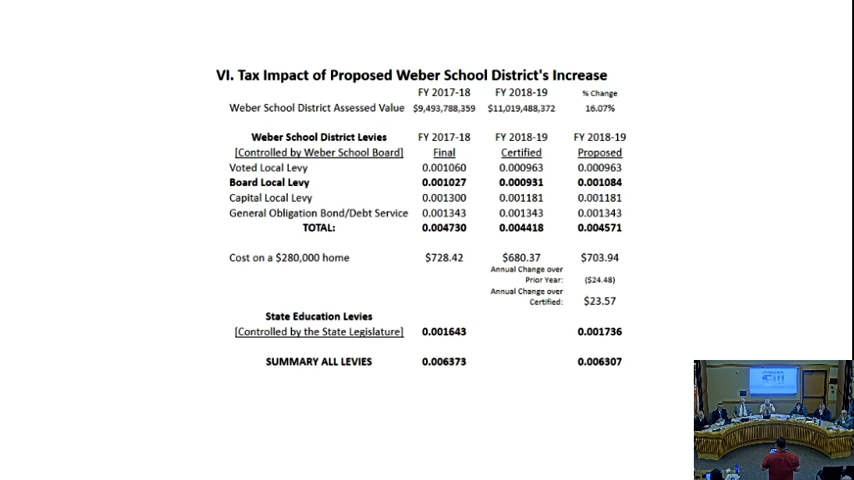 VI. Tax Impact of Proposed Weber School District's Increase
FY 2017-18 FY 2018-19 % Change
Weber School District Assessed Value $9,493,788,359 $11,019,488,372 16.07%
Weber School District Levies FY 2017-18 FY 2018-19 FY 2018-19
[Controlled by Weber School Board] Final Certified Proposed
Voted Local Levy 0.001060 0.000963 0.000963
Board Local Levy 0.001027 0.000931 0.001084
Capital Local Levy 0.001300 0.001181 0.001181
General Obligation Bond/Debt Service 0.001343 0.001343 0.001343
TOTAL: 0.004730 0.004418 0.004571
Cost on a $280,000 home $728.42 $680.37 $703.94
Annual Change over
Prior Year: ($24.48)
Annual Change over
Certified: $23.57
State Education Levies
[Controlled by the State Legislature] 0.001643 0.001736
SUMMARY ALL LEVIES 0.006373 0.006307